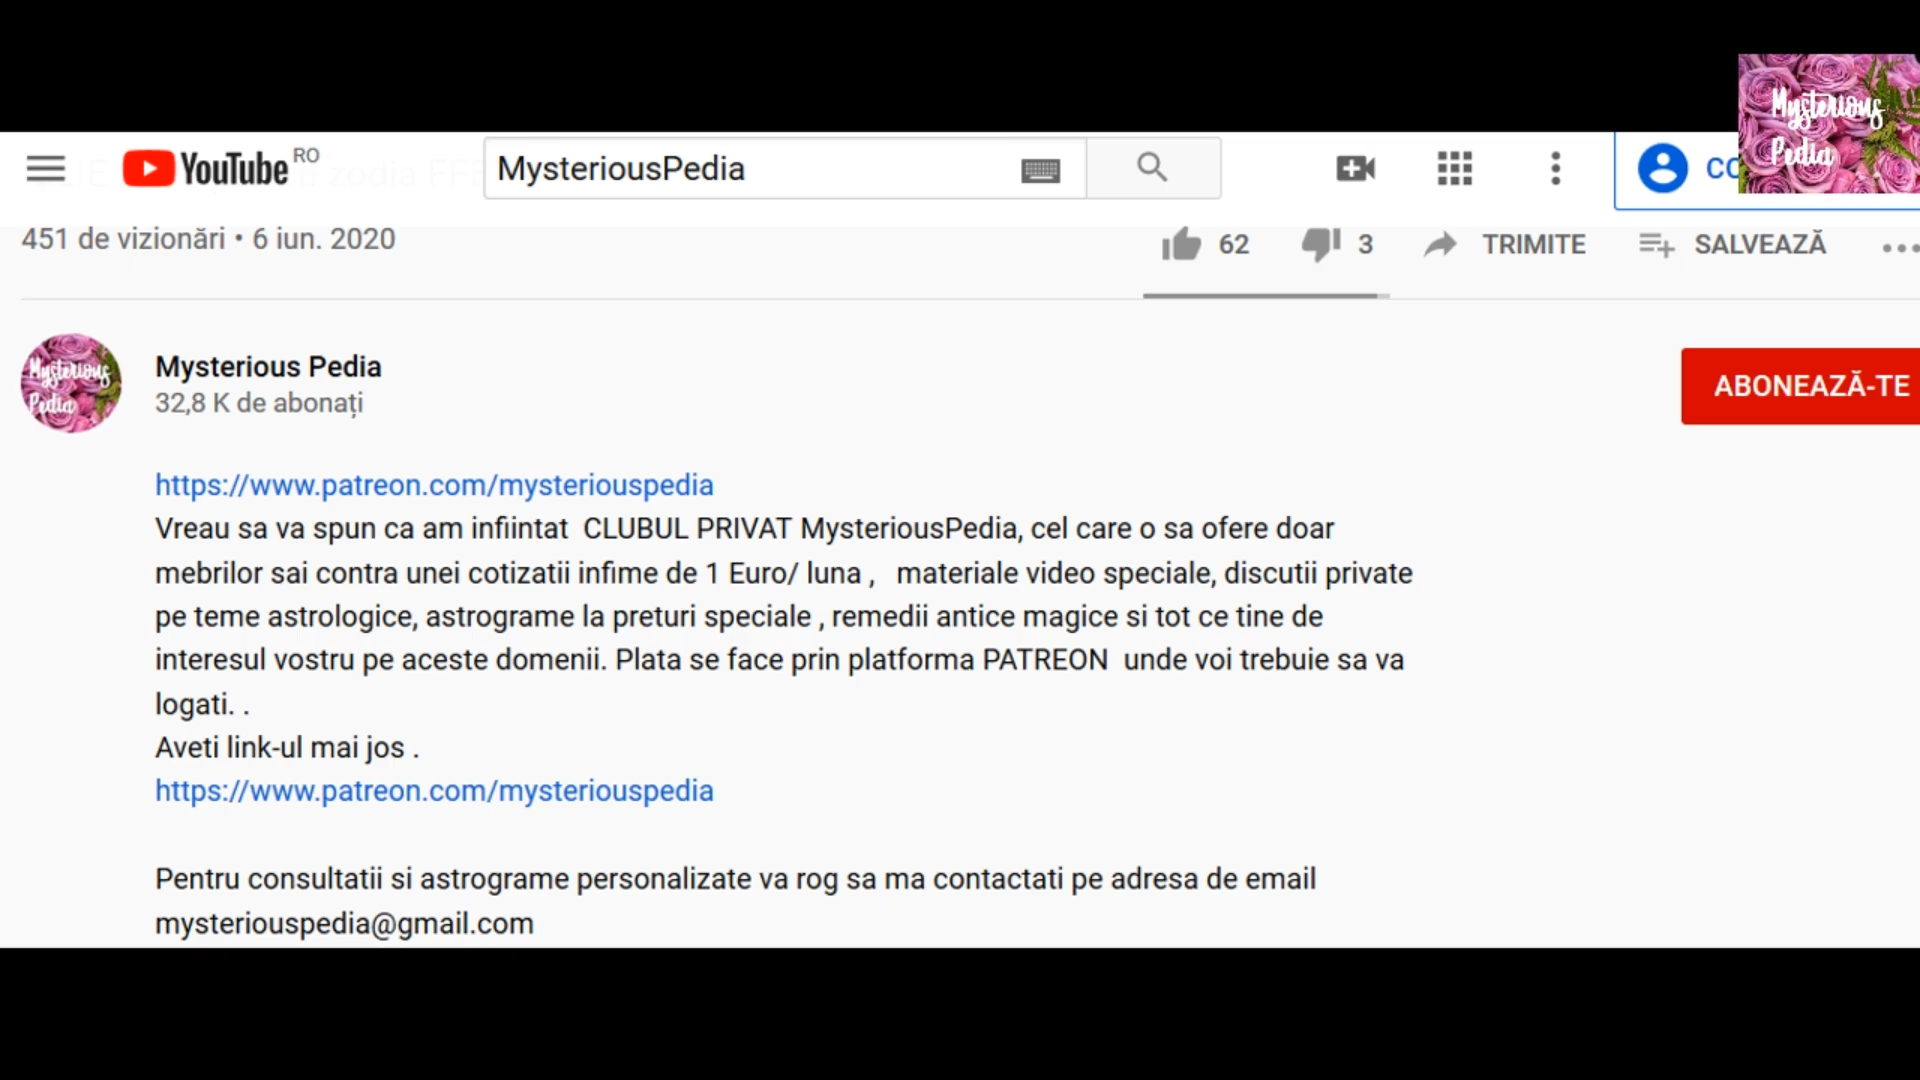 Mysterious
Pedia
YouTube RO
MysteriousPedia
451 de vizionări • 6 iun. 2020
62
3
TRIMITE
SALVEAZĂ
Mysterious
Pedia
Mysterious Pedia
32,8 K de abonați
ABONEAZĂ-TE
https://www.patreon.com/mysteriouspedia
Vreau sa va spun ca am infiintat  CLUBUL PRIVAT MysteriousPedia, cel care o sa ofere doar
mebrilor sai contra unei cotizatii infime de 1 Euro/ luna ,   materiale video speciale, discutii private
pe teme astrologice, astrograme la preturi speciale , remedii antice magice si tot ce tine de
interesul vostru pe aceste domenii. Plata se face prin platforma PATREON  unde voi trebuie sa va
logati. .
Aveti link-ul mai jos .
https://www.patreon.com/mysteriouspedia
Pentru consultatii si astrograme personalizate va rog sa ma contactati pe adresa de email
mysteriouspedia@gmail.com